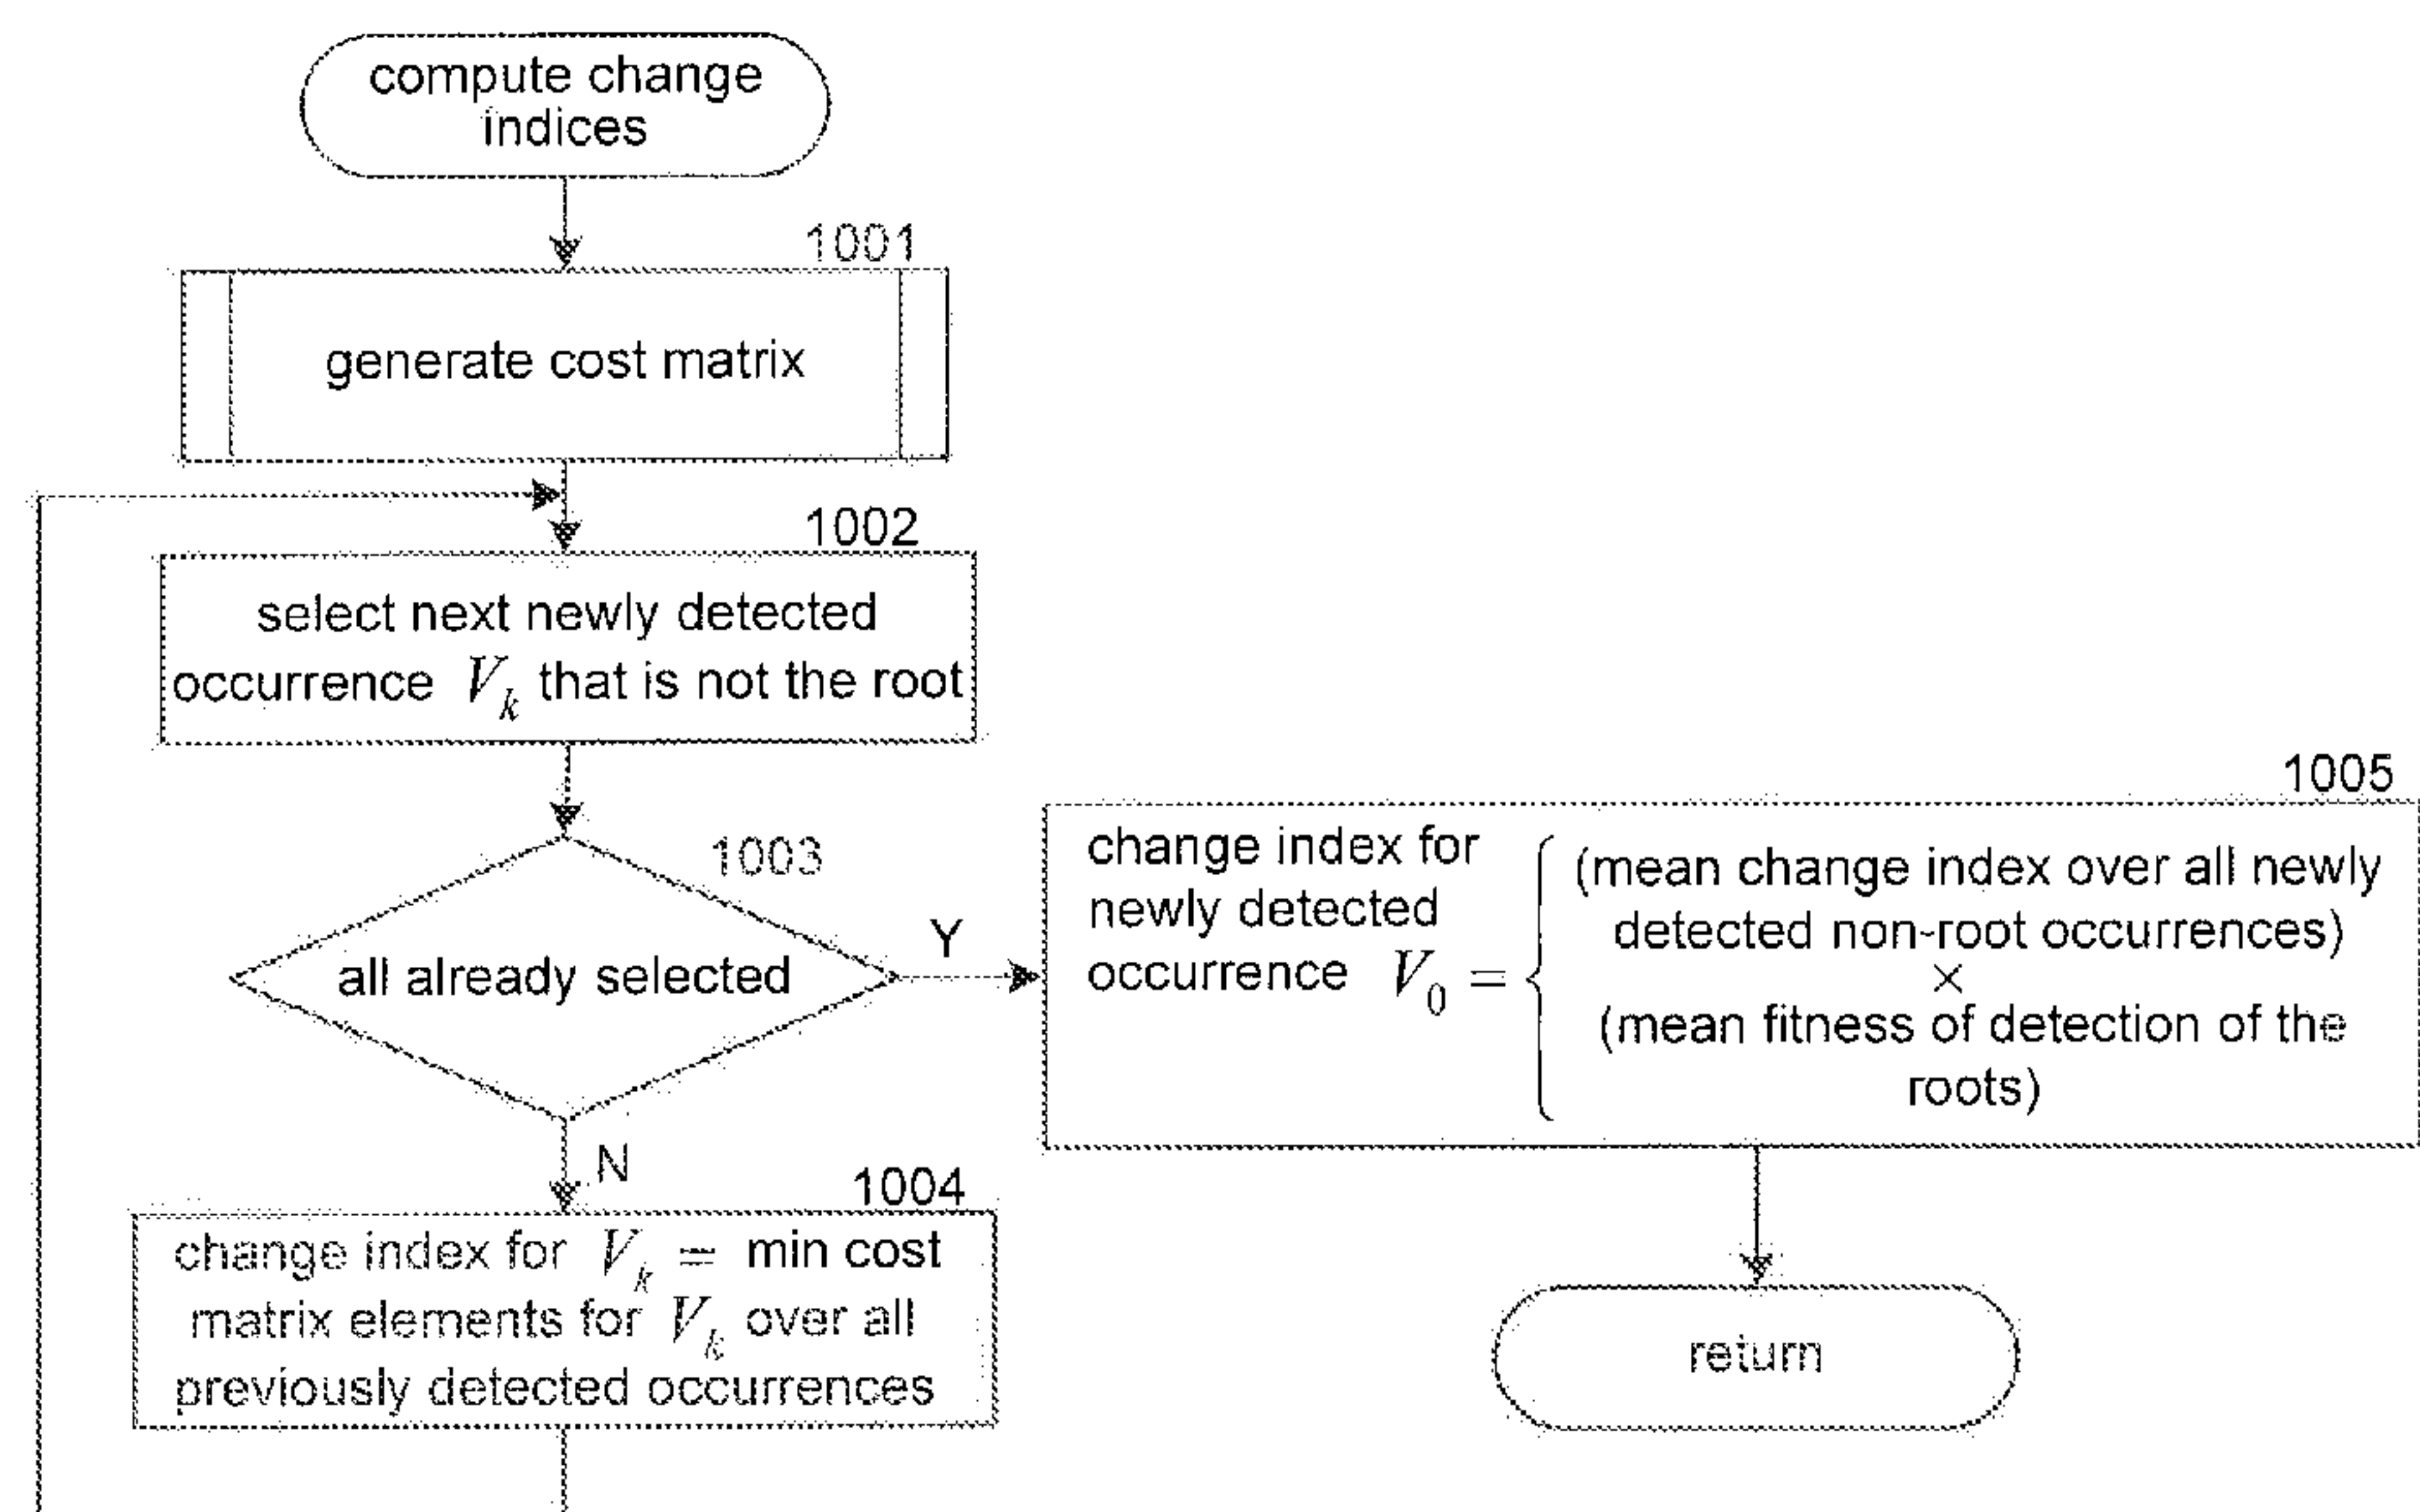 compute change
indices
1001
generate cost matrix
1002
select next newly detected
occurrence V_k that is not the root
1003
all already selected
Y
N
1004
change index for V_k = min cost
matrix elements for V_k over all
previously detected occurrences
1005
change index for
newly detected
occurrence V_0 =
(mean change index over all newly
detected non-root occurrences)
×
(mean fitness of detection of the
roots)
return